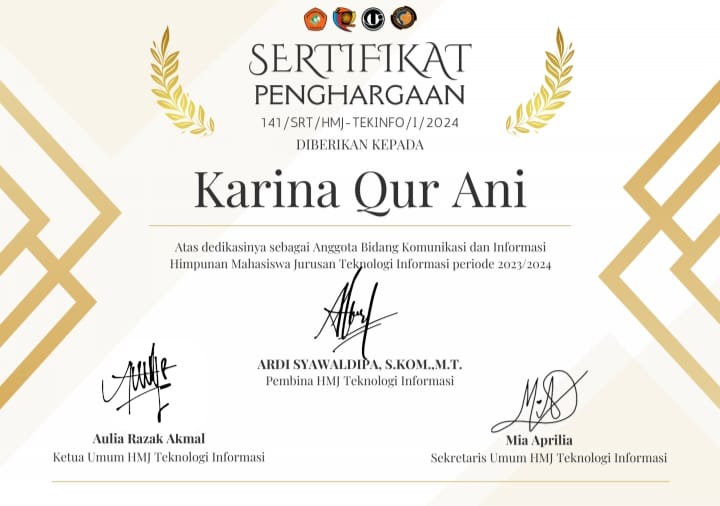 SERTIFIKAT
PENGHARGAAN
141/SRT/HMJ-TEKINFO/I/2024
DIBERIKAN KEPADA
Karina Qur Ani
Atas dedikasinya sebagai Anggota Bidang Komunikasi dan Informasi
Himpunan Mahasiswa Jurusan Teknologi Informasi periode 2023/2024
ARDI SYAWALDIPA, S.KOM.,M.T.
Pembina HMJ Teknologi Informasi
Aulia Razak Akmal
Ketua Umum HMJ Teknologi Informasi
Mia Aprilia
Sekretaris Umum HMJ Teknologi Informasi